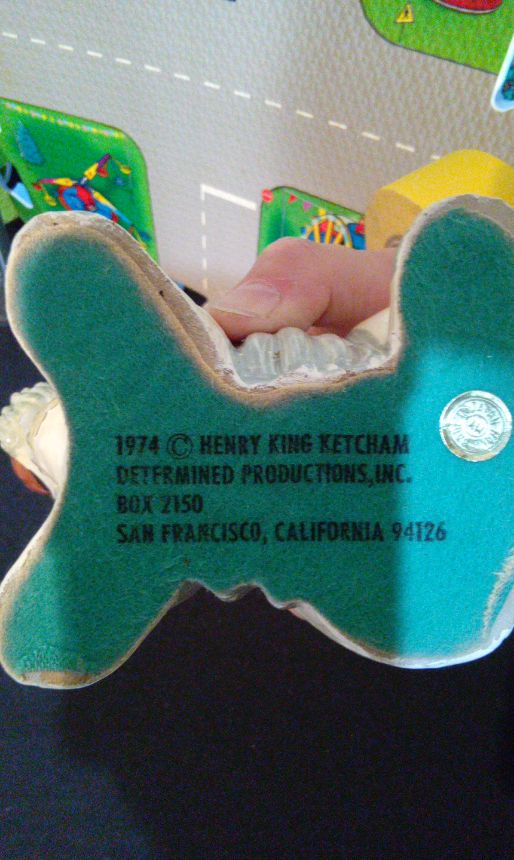 1974 © HENRY KING KETCHAM
DETERMINED PRODUCTIONS,INC.
BOX 2150
SAN FRANCISCO, CALIFORNIA 94126